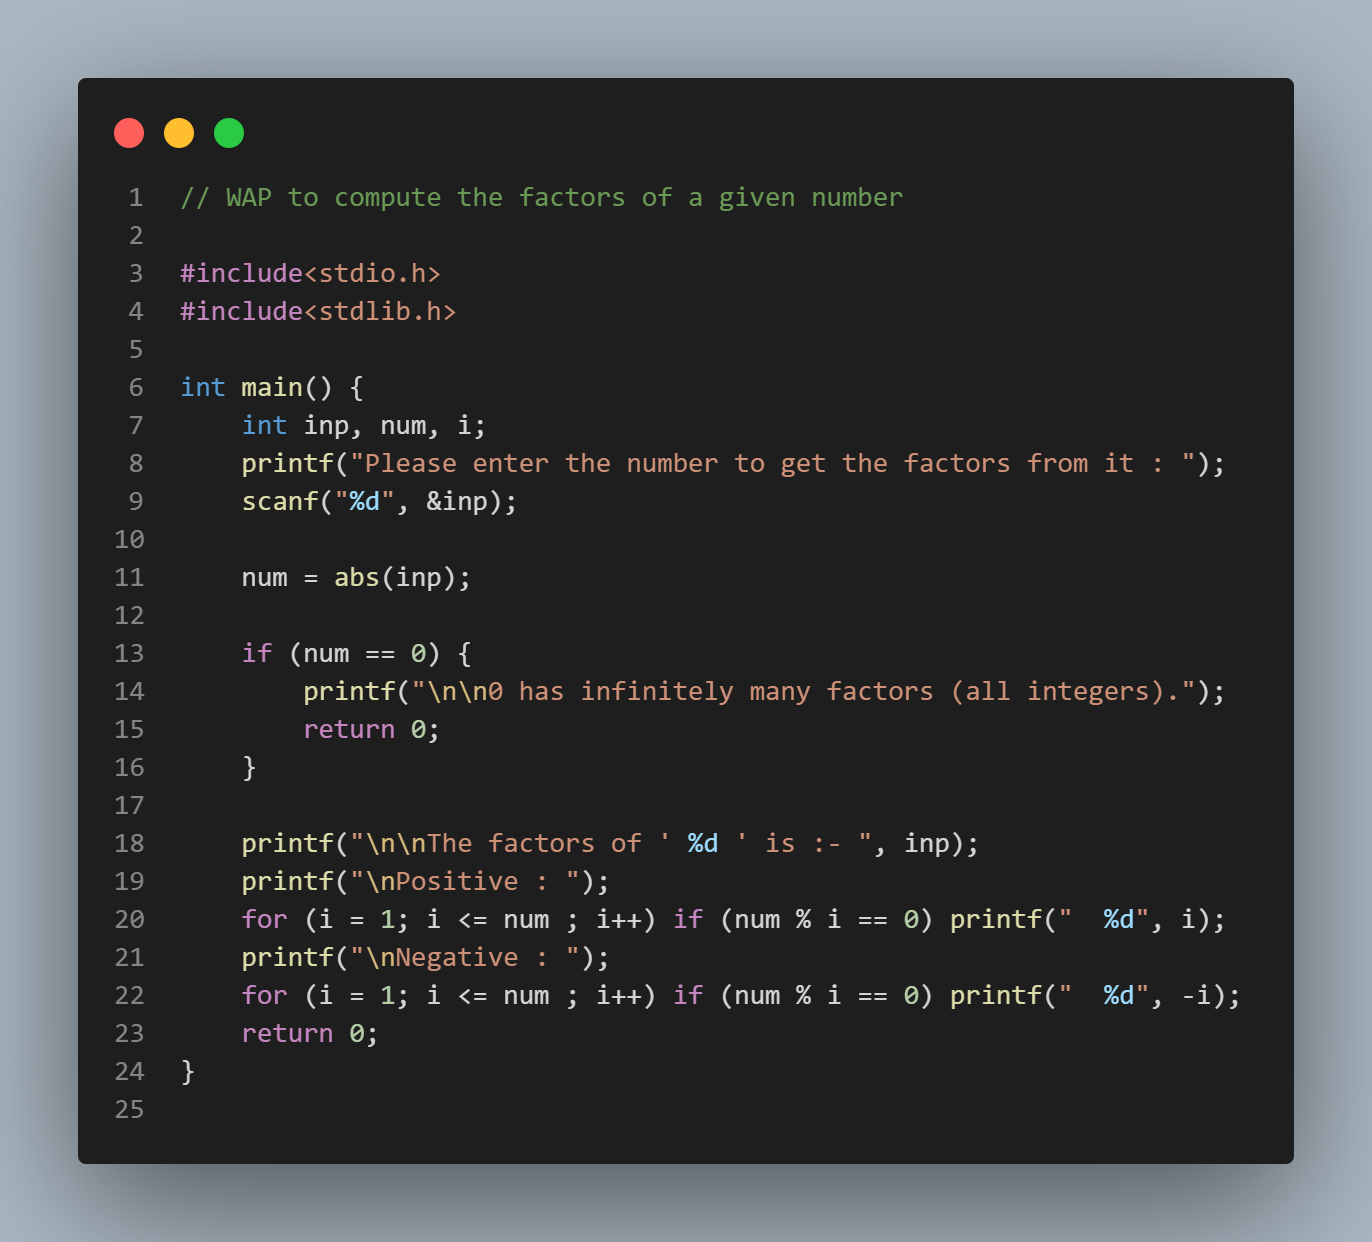 1 // WAP to compute the factors of a given number
2
3 #include<stdio.h>
4 #include<stdlib.h>
5
6 int main() {
7     int inp, num, i;
8     printf("Please enter the number to get the factors from it : ");
9     scanf("%d", &inp);
10
11     num = abs(inp);
12
13     if (num == 0) {
14         printf("\n\n0 has infinitely many factors (all integers).");
15         return 0;
16     }
17
18     printf("\n\nThe factors of ' %d ' is :- ", inp);
19     printf("\nPositive : ");
20     for (i = 1; i <= num ; i++) if (num % i == 0) printf("  %d", i);
21     printf("\nNegative : ");
22     for (i = 1; i <= num ; i++) if (num % i == 0) printf("  %d", -i);
23     return 0;
24 }
25